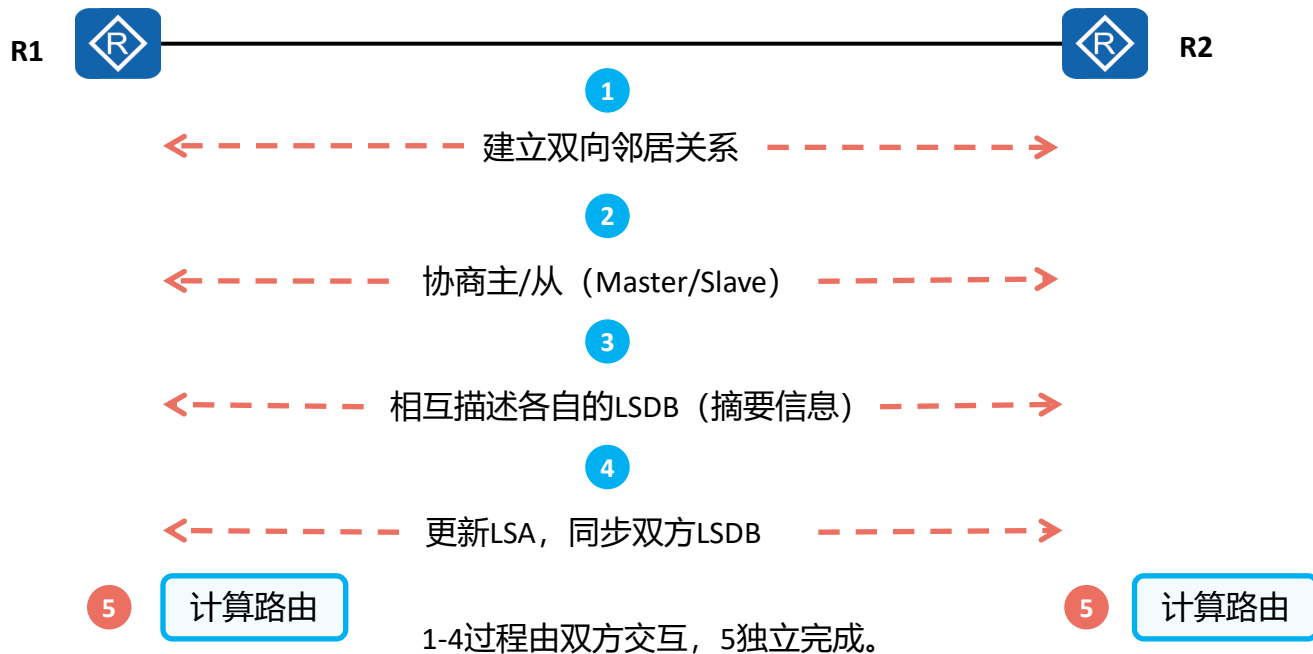 R1
R
R
R2
1
建立双向邻居关系
2
协商主/从（Master/Slave）
3
相互描述各自的LSDB（摘要信息）
4
更新LSA，同步双方LSDB
5
计算路由
5
计算路由
1-4过程由双方交互，5独立完成。